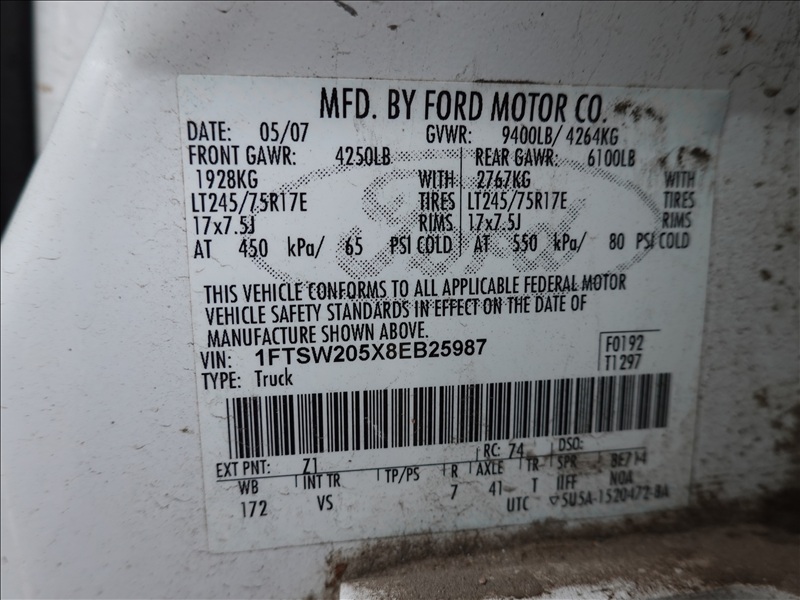 MFD. BY FORD MOTOR CO.
DATE: 05/07 GVWR: 9400LB/ 4264KG
FRONT GAWR: 4250LB REAR GAWR: 6100LB
1928KG WITH 2767KG WITH
LT245/75R17E TIRES LT245/75R17E TIRES
17x7.5J RIMS 17x7.5J RIMS
AT 450 kPa/ 65 PSI COLD AT 550 kPa/ 80 PSI COLD
Ford
THIS VEHICLE CONFORMS TO ALL APPLICABLE FEDERAL MOTOR
VEHICLE SAFETY STANDARDS IN EFFECT ON THE DATE OF
MANUFACTURE SHOWN ABOVE.
VIN: 1FTSW205X8EB25987 F0192
TYPE: Truck T1297
EXT PNT: Z1 RC: 74 DSO:
WB INT TR TP/PS R AXLE TR SPR
172 VS 7 41 T IIFF NOA
UTC